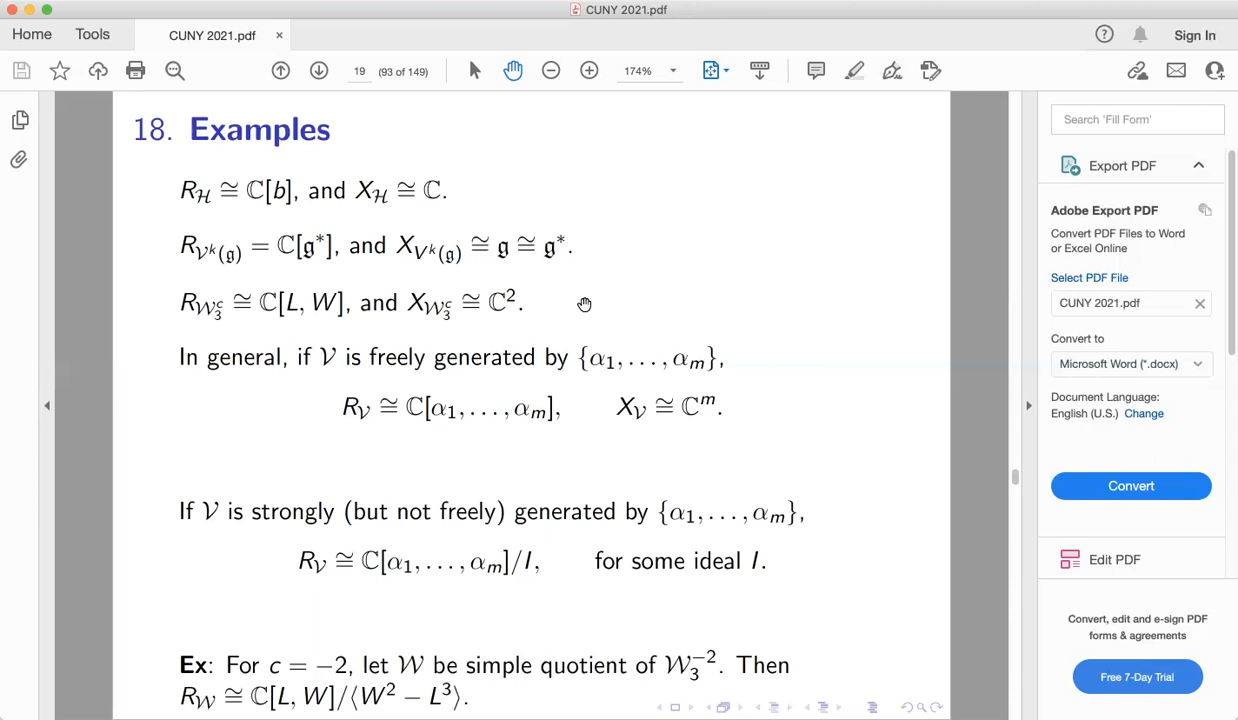 CUNY 2021.pdf
Home Tools CUNY 2021.pdf × Sign In
19 (93 of 149) 174%
18. Examples
R_ℋ ≅ ℂ[b], and X_ℋ ≅ ℂ.
R_{𝒱^k(𝔤)} = ℂ[𝔤*], and X_{𝒱^k(𝔤)} ≅ 𝔤 ≅ 𝔤*.
R_{𝒲_3^c} ≅ ℂ[L, W], and X_{𝒲_3^c} ≅ ℂ².
In general, if 𝒱 is freely generated by {α₁, . . . , αₘ},
R_𝒱 ≅ ℂ[α₁, . . . , αₘ], X_𝒱 ≅ ℂᵐ.
If 𝒱 is strongly (but not freely) generated by {α₁, . . . , αₘ},
R_𝒱 ≅ ℂ[α₁, . . . , αₘ]/I, for some ideal I.
Ex: For c = −2, let 𝒲 be simple quotient of 𝒲_3^{−2}. Then
R_𝒲 ≅ ℂ[L, W]/⟨W² − L³⟩.
Search 'Fill Form'
Export PDF
Adobe Export PDF
Convert PDF Files to Word
or Excel Online
Select PDF File
CUNY 2021.pdf
Convert to
Microsoft Word (*.docx)
Document Language:
English (U.S.) Change
Convert
Edit PDF
Convert, edit and e-sign PDF
forms & agreements
Free 7-Day Trial